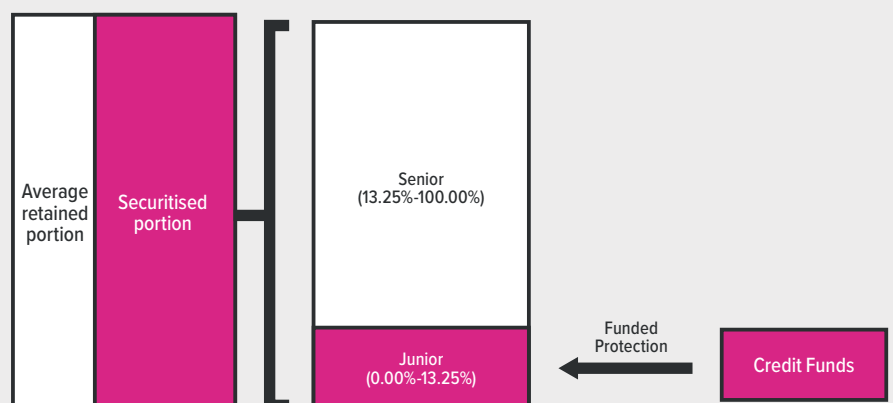 Average
retained
portion
Securitised
portion
Senior
(13.25%-100.00%)
Junior
(0.00%-13.25%)
Funded
Protection
Credit Funds